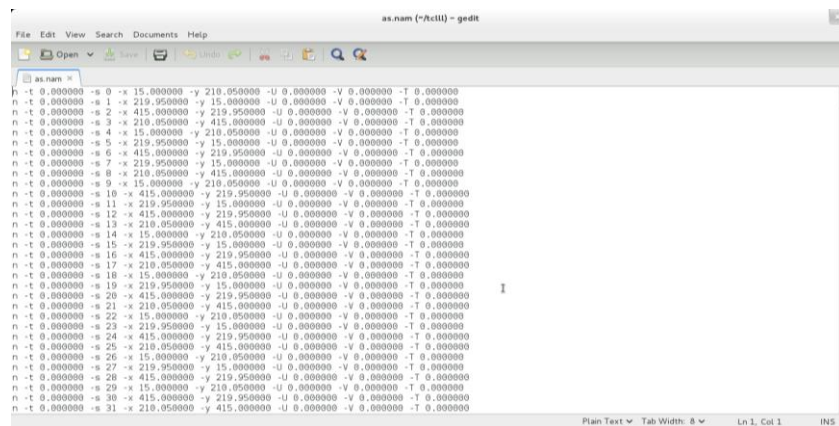 as.nam (~/tclll) – gedit
File Edit View Search Documents Help
Open Save Undo
as.nam ×
n -t 0.000000 -s 0 -x 15.000000 -y 210.050000 -U 0.000000 -V 0.000000 -T 0.000000
n -t 0.000000 -s 1 -x 219.950000 -y 15.000000 -U 0.000000 -V 0.000000 -T 0.000000
n -t 0.000000 -s 2 -x 415.000000 -y 219.950000 -U 0.000000 -V 0.000000 -T 0.000000
n -t 0.000000 -s 3 -x 210.050000 -y 415.000000 -U 0.000000 -V 0.000000 -T 0.000000
n -t 0.000000 -s 4 -x 15.000000 -y 210.050000 -U 0.000000 -V 0.000000 -T 0.000000
n -t 0.000000 -s 5 -x 219.950000 -y 15.000000 -U 0.000000 -V 0.000000 -T 0.000000
n -t 0.000000 -s 6 -x 415.000000 -y 219.950000 -U 0.000000 -V 0.000000 -T 0.000000
n -t 0.000000 -s 7 -x 219.950000 -y 15.000000 -U 0.000000 -V 0.000000 -T 0.000000
n -t 0.000000 -s 8 -x 210.050000 -y 415.000000 -U 0.000000 -V 0.000000 -T 0.000000
n -t 0.000000 -s 9 -x 15.000000 -y 210.050000 -U 0.000000 -V 0.000000 -T 0.000000
n -t 0.000000 -s 10 -x 415.000000 -y 219.950000 -U 0.000000 -V 0.000000 -T 0.000000
n -t 0.000000 -s 11 -x 219.950000 -y 15.000000 -U 0.000000 -V 0.000000 -T 0.000000
n -t 0.000000 -s 12 -x 415.000000 -y 219.950000 -U 0.000000 -V 0.000000 -T 0.000000
n -t 0.000000 -s 13 -x 210.050000 -y 415.000000 -U 0.000000 -V 0.000000 -T 0.000000
n -t 0.000000 -s 14 -x 15.000000 -y 210.050000 -U 0.000000 -V 0.000000 -T 0.000000
n -t 0.000000 -s 15 -x 219.950000 -y 15.000000 -U 0.000000 -V 0.000000 -T 0.000000
n -t 0.000000 -s 16 -x 415.000000 -y 219.950000 -U 0.000000 -V 0.000000 -T 0.000000
n -t 0.000000 -s 17 -x 210.050000 -y 415.000000 -U 0.000000 -V 0.000000 -T 0.000000
n -t 0.000000 -s 18 -x 15.000000 -y 210.050000 -U 0.000000 -V 0.000000 -T 0.000000
n -t 0.000000 -s 19 -x 219.950000 -y 15.000000 -U 0.000000 -V 0.000000 -T 0.000000
n -t 0.000000 -s 20 -x 415.000000 -y 219.950000 -U 0.000000 -V 0.000000 -T 0.000000
n -t 0.000000 -s 21 -x 210.050000 -y 415.000000 -U 0.000000 -V 0.000000 -T 0.000000
n -t 0.000000 -s 22 -x 15.000000 -y 210.050000 -U 0.000000 -V 0.000000 -T 0.000000
n -t 0.000000 -s 23 -x 219.950000 -y 15.000000 -U 0.000000 -V 0.000000 -T 0.000000
n -t 0.000000 -s 24 -x 415.000000 -y 219.950000 -U 0.000000 -V 0.000000 -T 0.000000
n -t 0.000000 -s 25 -x 210.050000 -y 415.000000 -U 0.000000 -V 0.000000 -T 0.000000
n -t 0.000000 -s 26 -x 15.000000 -y 210.050000 -U 0.000000 -V 0.000000 -T 0.000000
n -t 0.000000 -s 27 -x 219.950000 -y 15.000000 -U 0.000000 -V 0.000000 -T 0.000000
n -t 0.000000 -s 28 -x 415.000000 -y 219.950000 -U 0.000000 -V 0.000000 -T 0.000000
n -t 0.000000 -s 29 -x 15.000000 -y 210.050000 -U 0.000000 -V 0.000000 -T 0.000000
n -t 0.000000 -s 30 -x 415.000000 -y 219.950000 -U 0.000000 -V 0.000000 -T 0.000000
n -t 0.000000 -s 31 -x 210.050000 -y 415.000000 -U 0.000000 -V 0.000000 -T 0.000000
Plain Text Tab Width: 8 Ln 1, Col 1 INS